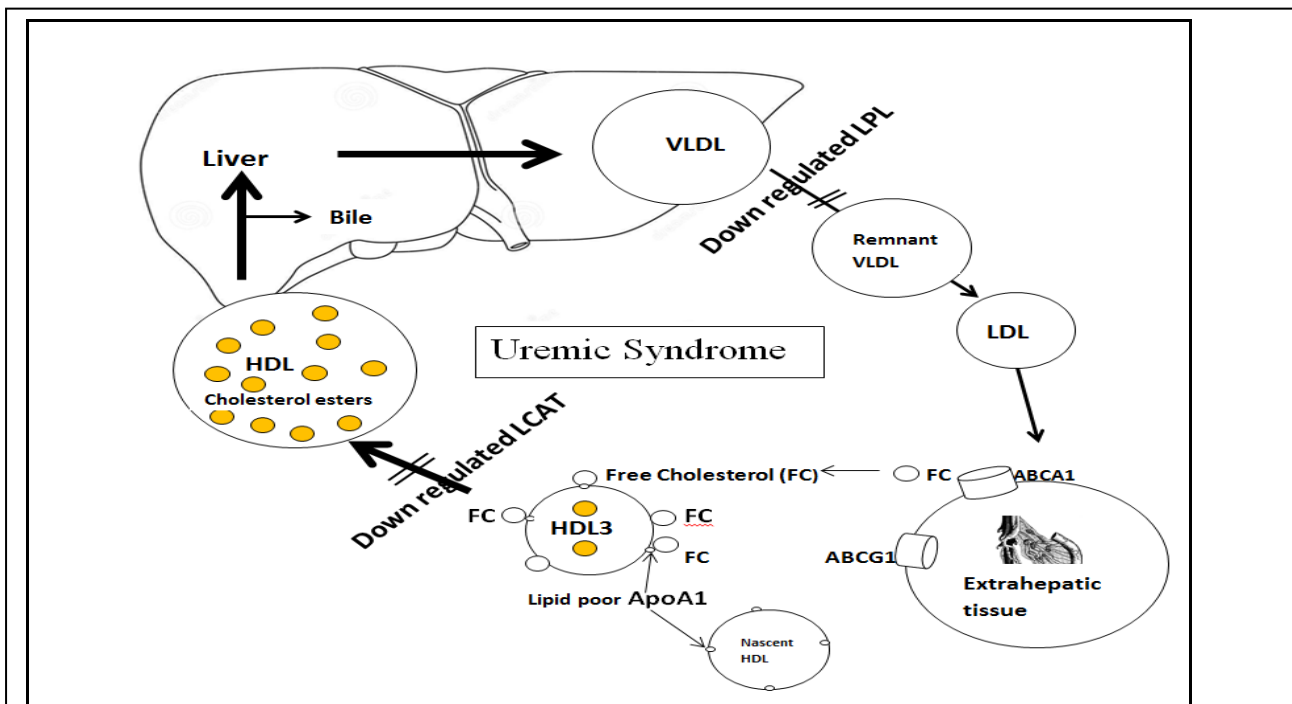 VLDL
Down regulated LPL
Liver
Bile
Remnant
VLDL
LDL
Uremic Syndrome
HDL
Cholesterol esters
Down regulated LCAT
Free Cholesterol (FC)
FC
ABCA1
FC
HDL3
FC
FC
ABCG1
Extrahepatic
tissue
Lipid poor ApoA1
Nascent
HDL